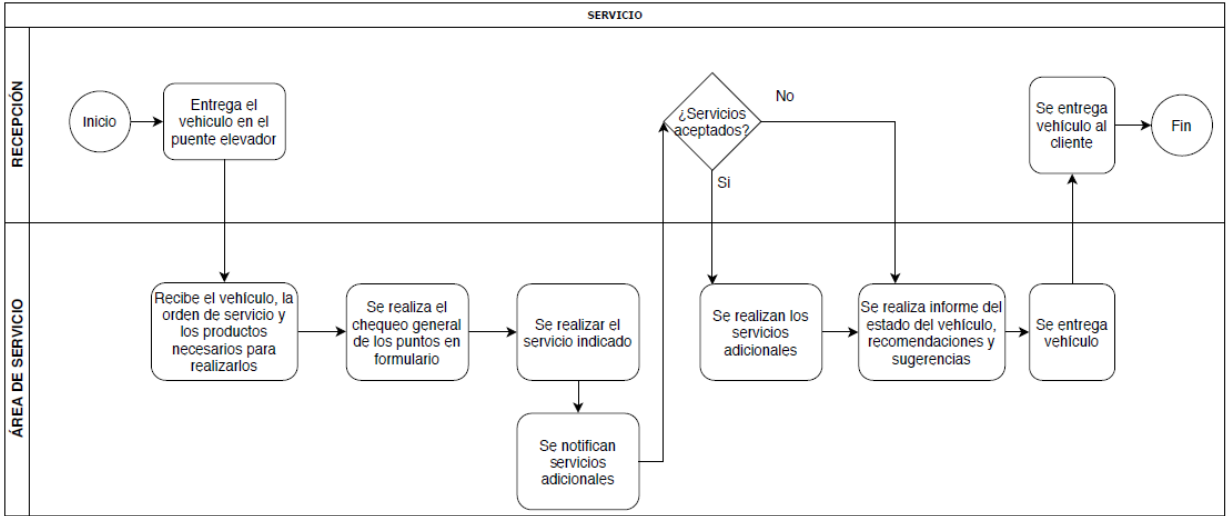 SERVICIO
RECEPCIÓN
Inicio
Entrega el
vehiculo en el
puente elevador
¿Servicios
aceptados?
No
Si
Se entrega
vehículo al
cliente
Fin
ÁREA DE SERVICIO
Recibe el vehículo, la
orden de servicio y
los productos
necesarios para
realizarlos
Se realiza el
chequeo general
de los puntos en
formulario
Se realizar el
servicio indicado
Se notifican
servicios
adicionales
Se realizan los
servicios
adicionales
Se realiza informe del
estado del vehículo,
recomendaciones y
sugerencias
Se entrega
vehículo